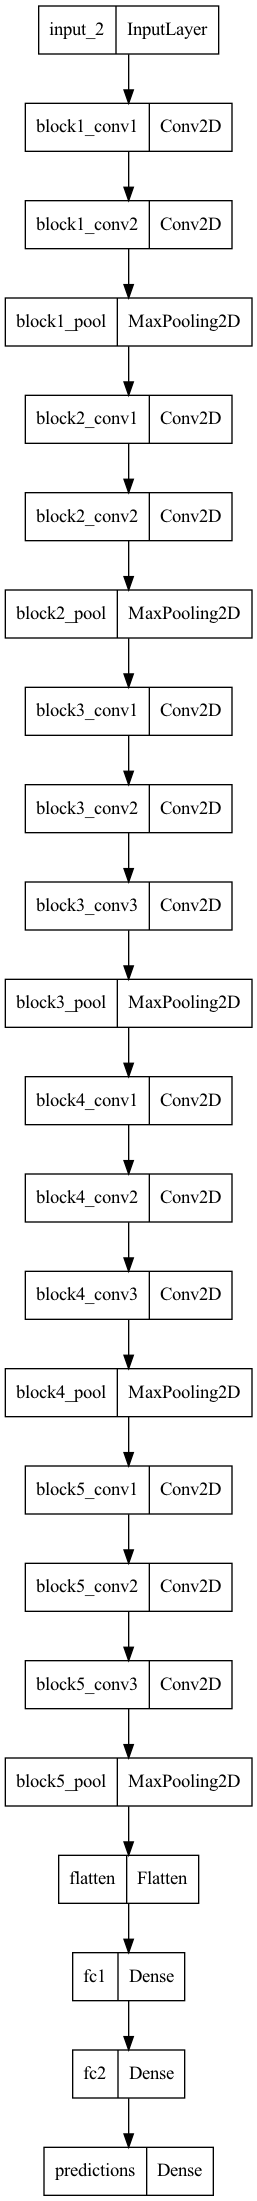 input_2 InputLayer
block1_conv1 Conv2D
block1_conv2 Conv2D
block1_pool MaxPooling2D
block2_conv1 Conv2D
block2_conv2 Conv2D
block2_pool MaxPooling2D
block3_conv1 Conv2D
block3_conv2 Conv2D
block3_conv3 Conv2D
block3_pool MaxPooling2D
block4_conv1 Conv2D
block4_conv2 Conv2D
block4_conv3 Conv2D
block4_pool MaxPooling2D
block5_conv1 Conv2D
block5_conv2 Conv2D
block5_conv3 Conv2D
block5_pool MaxPooling2D
flatten Flatten
fc1 Dense
fc2 Dense
predictions Dense